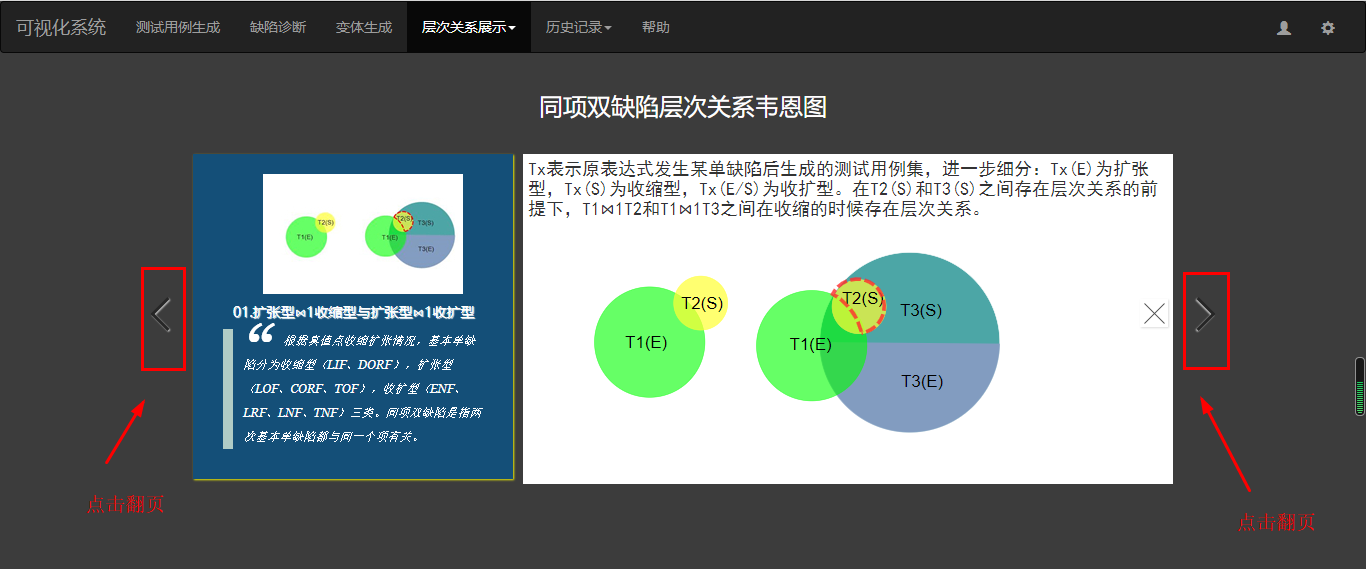 可视化系统 测试用例生成 缺陷诊断 变体生成 层次关系展示 历史记录 帮助
同项双缺陷层次关系韦恩图
T1(E) T2(S) T1(E) T2(S) T3(S) T3(E)
01.扩张型⋈1收缩型与扩张型⋈1收扩型
“ 根据真值点收缩扩张情况，基本单缺
陷分为收缩型（LIF、DORF），扩张型
（LOF、CORF、TOF），收扩型（ENF、
LRF、LNF、TNF）三类。同项双缺陷是指两
次基本单缺陷都与同一个项有关。
Tx表示原表达式发生某单缺陷后生成的测试用例集，进一步细分：Tx(E)为扩张
型，Tx(S)为收缩型，Tx(E/S)为收扩型。在T2(S)和T3(S)之间存在层次关系的前
提下，T1⋈1T2和T1⋈1T3之间在收缩的时候存在层次关系。
T2(S)
T1(E)
T2(S)
T3(S)
T1(E)
T3(E)
点击翻页
点击翻页